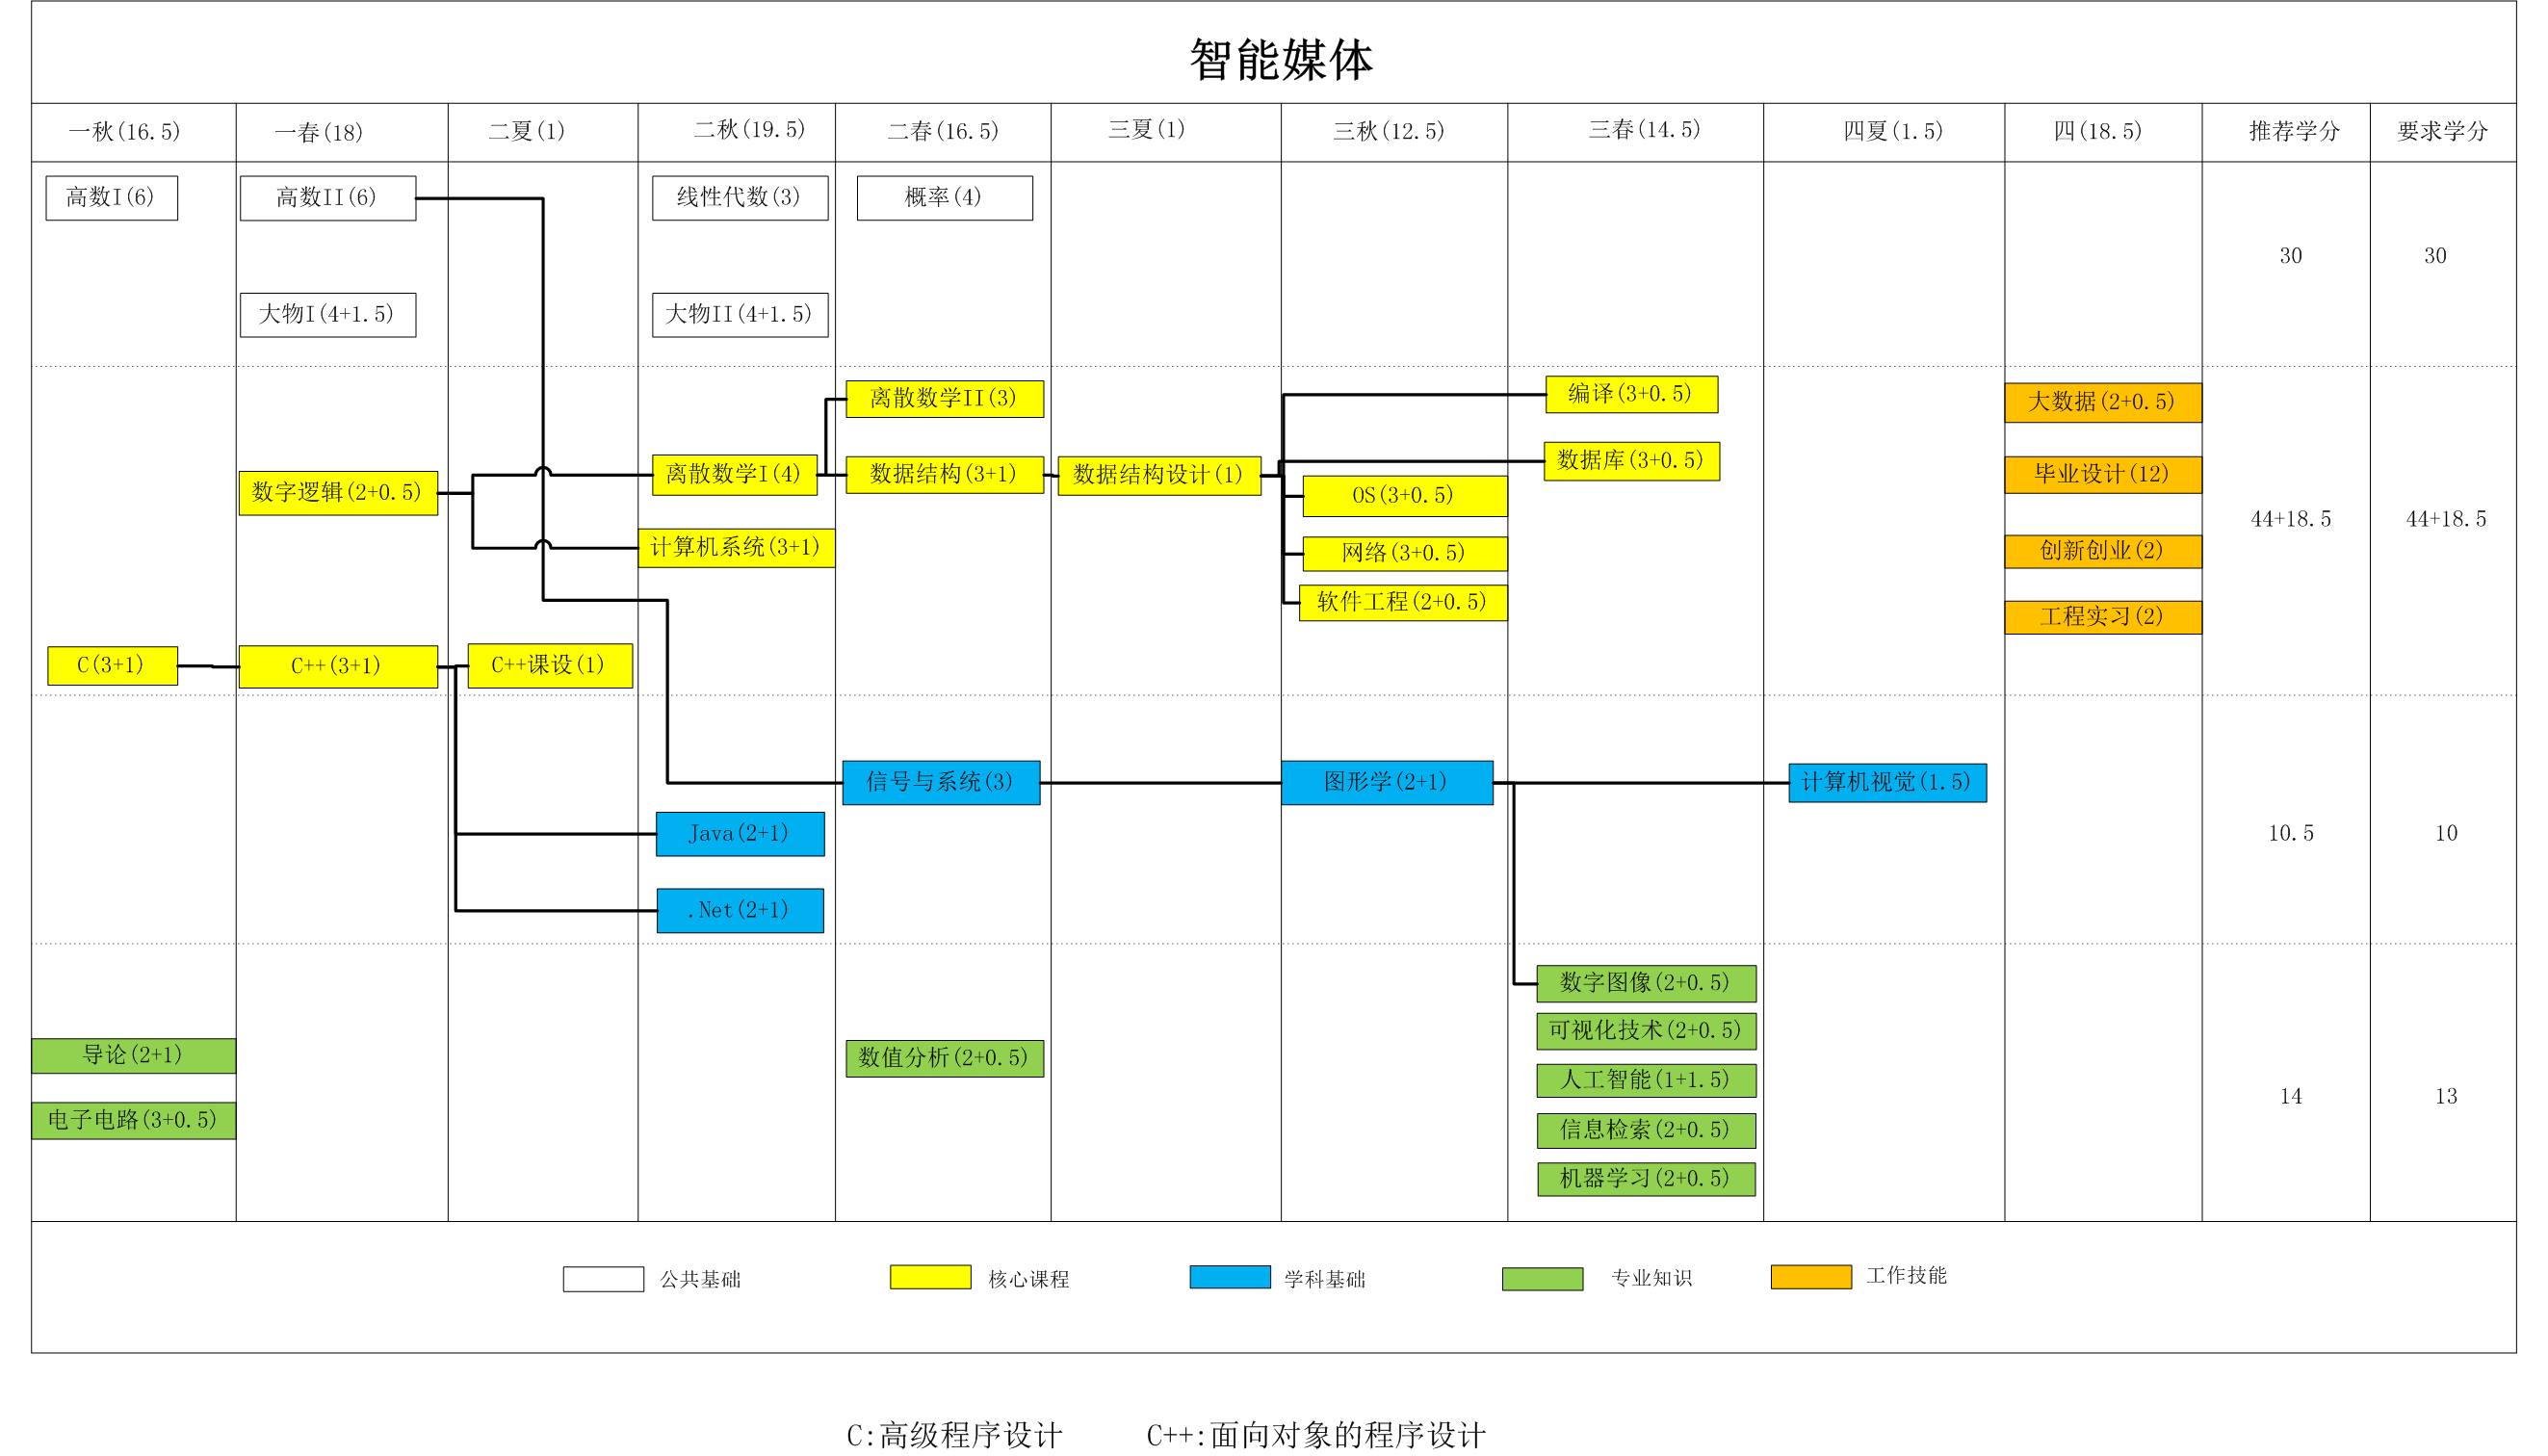 智能媒体
一秋(16.5)
一春(18)
二夏(1)
二秋(19.5)
二春(16.5)
三夏(1)
三秋(12.5)
三春(14.5)
四夏(1.5)
四(18.5)
推荐学分
要求学分
高数I(6)
高数II(6)
线性代数(3)
概率(4)
30
30
大物I(4+1.5)
大物II(4+1.5)
离散数学II(3)
编译(3+0.5)
大数据(2+0.5)
数字逻辑(2+0.5)
离散数学I(4)
数据结构(3+1)
数据结构设计(1)
数据库(3+0.5)
毕业设计(12)
OS(3+0.5)
44+18.5
44+18.5
计算机系统(3+1)
网络(3+0.5)
创新创业(2)
软件工程(2+0.5)
工程实习(2)
C(3+1)
C++(3+1)
C++课设(1)
信号与系统(3)
图形学(2+1)
计算机视觉(1.5)
Java(2+1)
10.5
10
.Net(2+1)
数字图像(2+0.5)
可视化技术(2+0.5)
导论(2+1)
数值分析(2+0.5)
人工智能(1+1.5)
14
13
电子电路(3+0.5)
信息检索(2+0.5)
机器学习(2+0.5)
公共基础
核心课程
学科基础
专业知识
工作技能
C:高级程序设计
C++:面向对象的程序设计